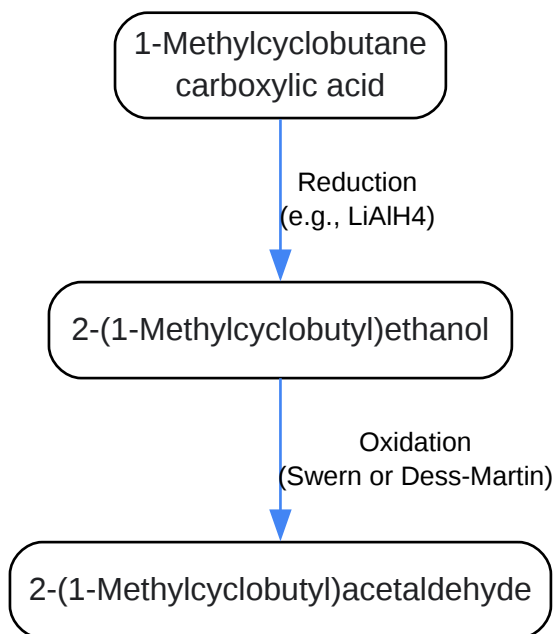 1-Methylcyclobutane
carboxylic acid
Reduction
(e.g., LiAlH4)
2-(1-Methylcyclobutyl)ethanol
Oxidation
(Swern or Dess-Martin)
2-(1-Methylcyclobutyl)acetaldehyde